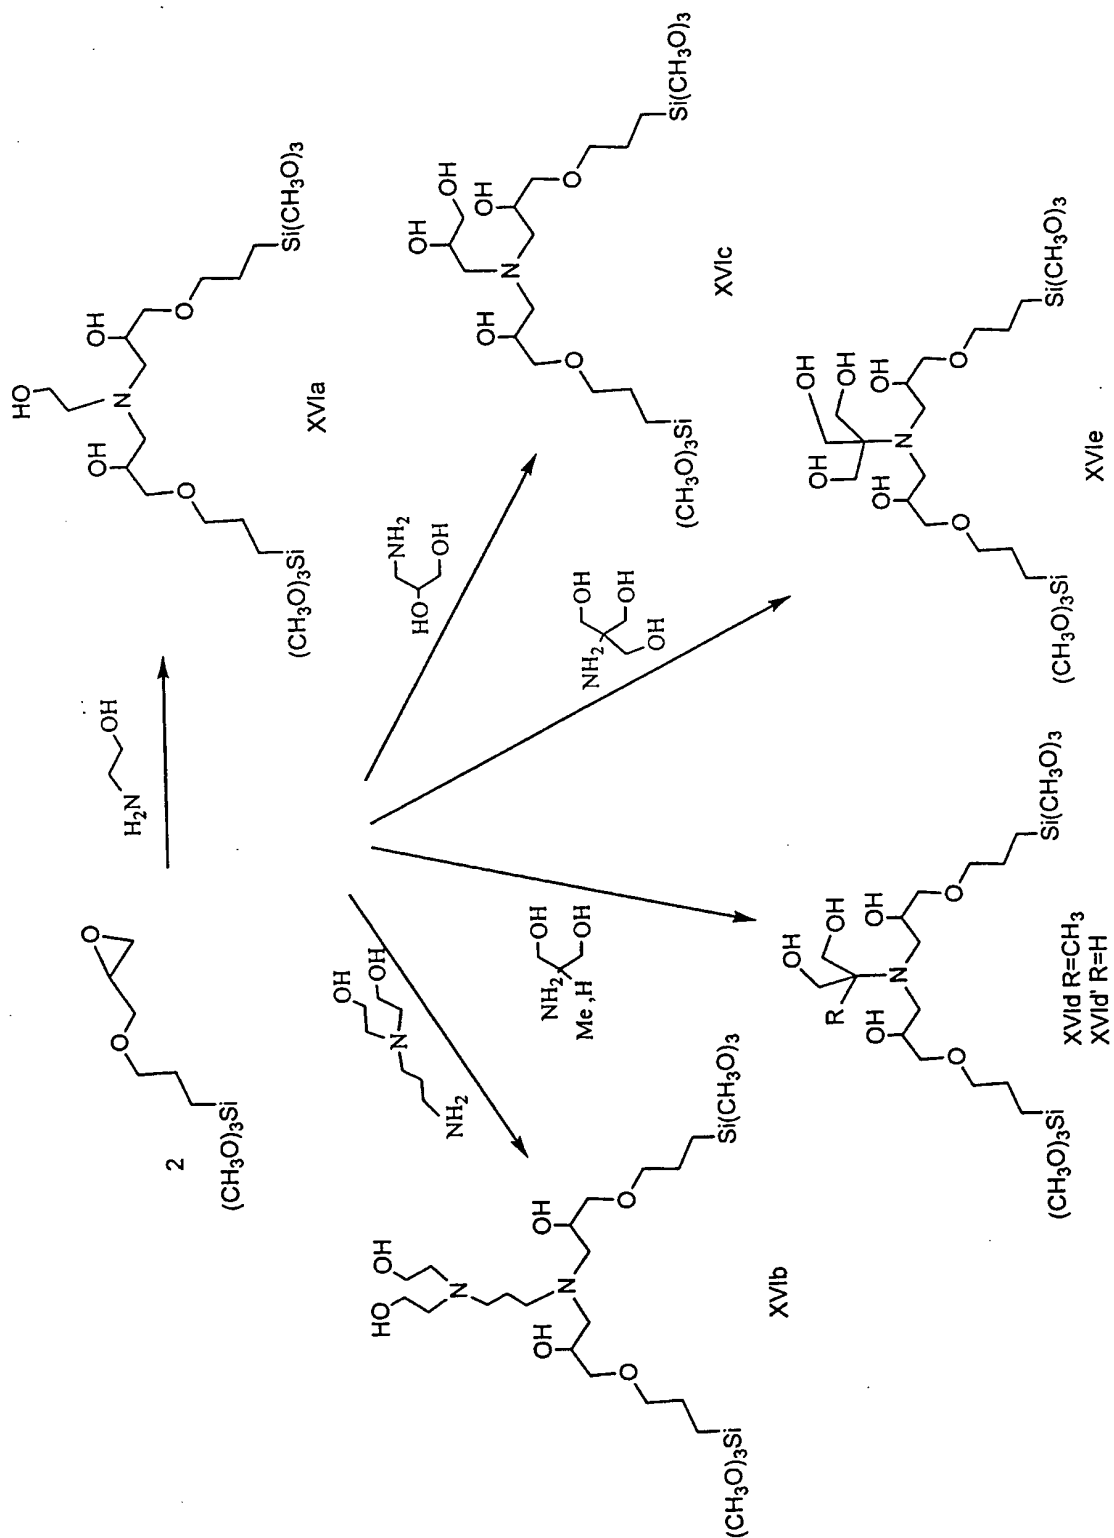 O
O
(CH₃O)₃Si
2
H₂N
OH
HO
OH
OH
N
O
O
(CH₃O)₃Si
Si(CH₃O)₃
XVIa
OH
OH
N
NH₂
HO
OH
N
OH
OH
N
O
O
(CH₃O)₃Si
Si(CH₃O)₃
XVIb
NH₂
HO
OH
OH
OH
OH
OH
N
O
O
(CH₃O)₃Si
Si(CH₃O)₃
XVIc
OH
NH₂
OH
Me ,H
OH
OH
R
OH
OH
N
O
O
(CH₃O)₃Si
Si(CH₃O)₃
XVId R=CH₃
XVId' R=H
OH
NH₂
OH
OH
OH
OH
OH
OH
OH
N
O
O
(CH₃O)₃Si
Si(CH₃O)₃
XVIe